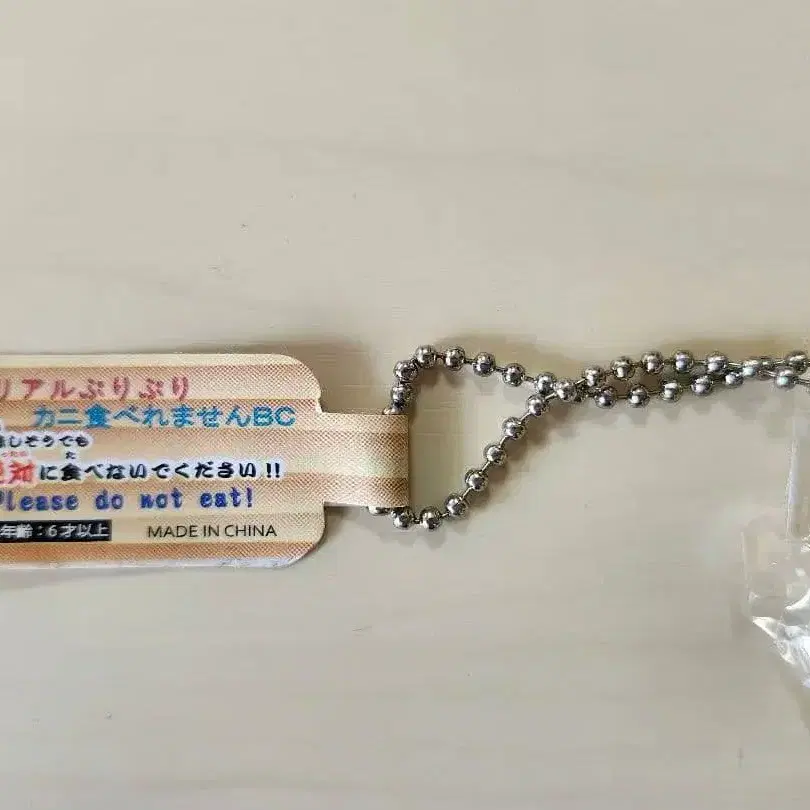 リアルぷりぷり
カニ食べれませんBC
しそうでも
絶対に食べないでください!!
Please do not eat!
年齢:6才以上 MADE IN CHINA